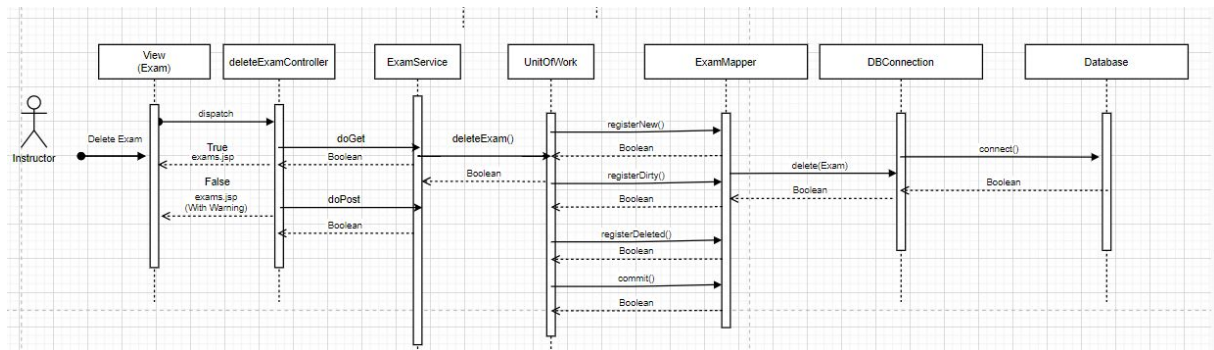 View
(Exam)
deleteExamController
ExamService
UnitOfWork
ExamMapper
DBConnection
Database
Instructor
Delete Exam
dispatch
True
exams.jsp
False
exams.jsp
(With Warning)
doGet
Boolean
doPost
Boolean
deleteExam()
Boolean
registerNew()
Boolean
registerDirty()
Boolean
registerDeleted()
Boolean
commit()
Boolean
delete(Exam)
Boolean
connect()
Boolean